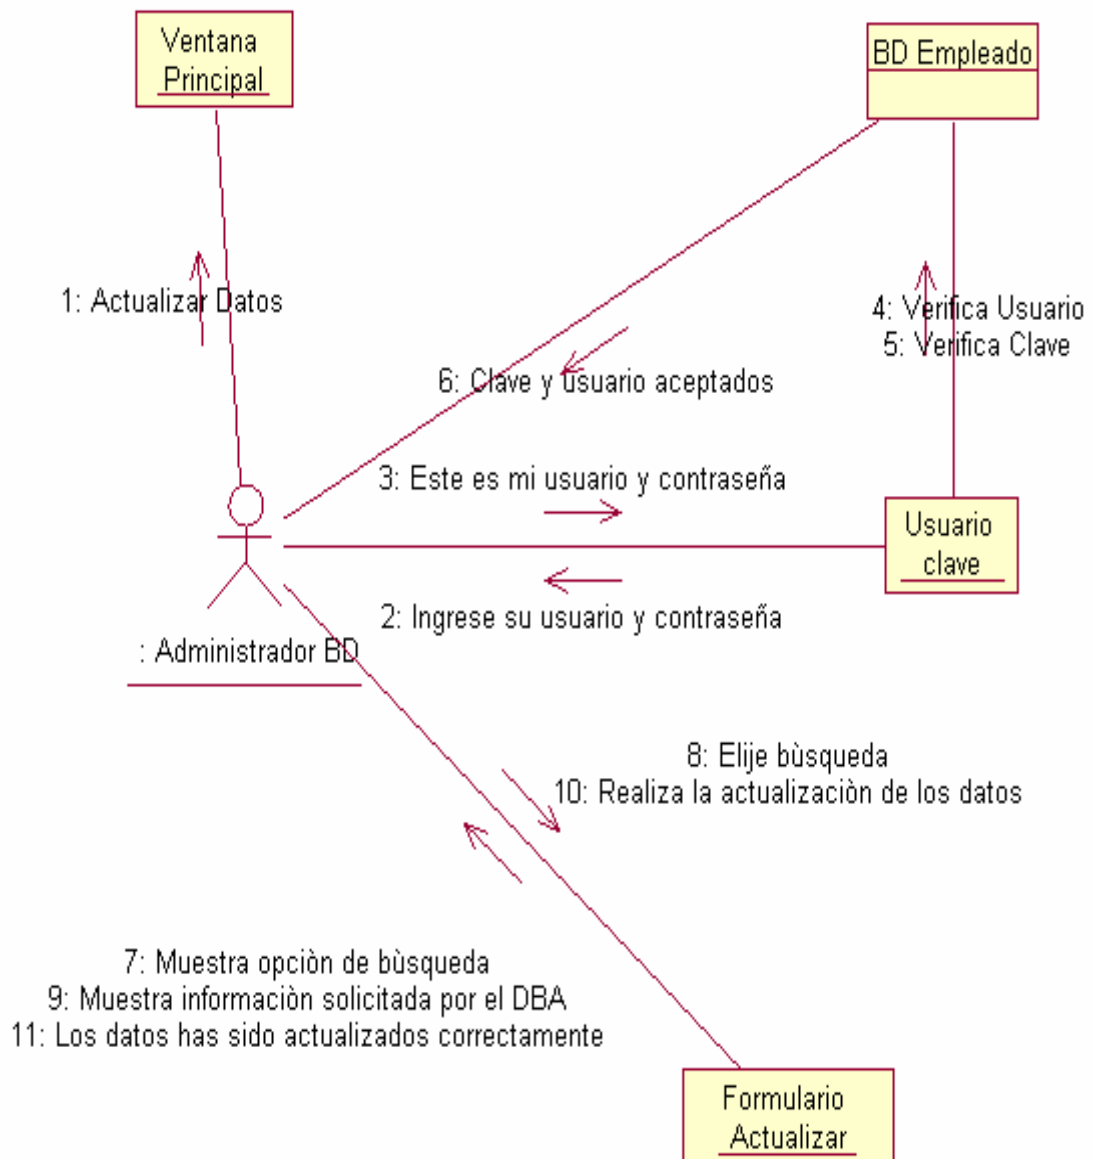 Ventana
Principal
BD Empleado
1: Actualizar Datos
4: Verifica Usuario
5: Verifica Clave
6: Clave y usuario aceptados
3: Este es mi usuario y contraseña
Usuario
clave
2: Ingrese su usuario y contraseña
: Administrador BD
8: Elije bùsqueda
10: Realiza la actualizaciòn de los datos
7: Muestra opciòn de bùsqueda
9: Muestra informaciòn solicitada por el DBA
11: Los datos has sido actualizados correctamente
Formulario
Actualizar